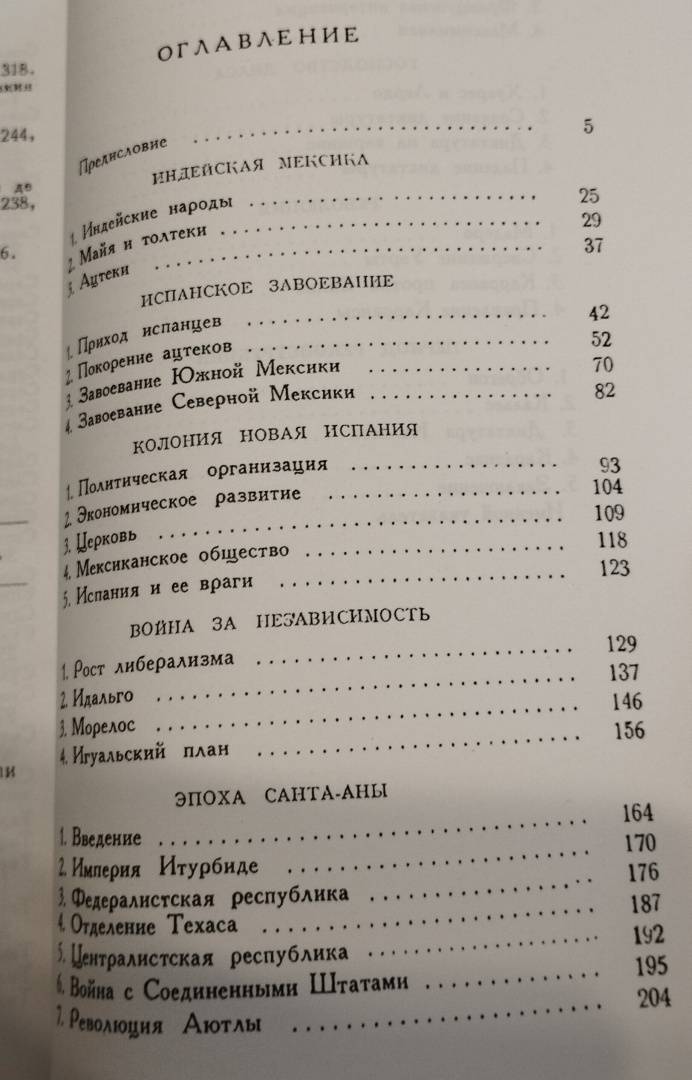 318.
244,
де
238,
6.
ОГЛАВЛЕНИЕ
Предисловие . . . . . . . . . . . . . . . . . . . . . 5
ИНДЕЙСКАЯ МЕКСИКА
1. Индейские народы . . . . . . . . . . . . . . . . . . 25
2. Майя и толтеки . . . . . . . . . . . . . . . . . . . 29
3. Ацтеки . . . . . . . . . . . . . . . . . . . . . . . 37
ИСПАНСКОЕ ЗАВОЕВАНИЕ
1. Приход испанцев . . . . . . . . . . . . . . . . . . 42
2. Покорение ацтеков . . . . . . . . . . . . . . . . . 52
3. Завоевание Южной Мексики . . . . . . . . . . . . 70
4. Завоевание Северной Мексики . . . . . . . . . . . 82
КОЛОНИЯ НОВАЯ ИСПАНИЯ
1. Политическая организация . . . . . . . . . . . . . 93
2. Экономическое развитие . . . . . . . . . . . . . . 104
3. Церковь . . . . . . . . . . . . . . . . . . . . . . 109
4. Мексиканское общество . . . . . . . . . . . . . . 118
5. Испания и ее враги . . . . . . . . . . . . . . . . 123
ВОЙНА ЗА НЕЗАВИСИМОСТЬ
1. Рост либерализма . . . . . . . . . . . . . . . . . 129
2. Идальго . . . . . . . . . . . . . . . . . . . . . . 137
3. Морелос . . . . . . . . . . . . . . . . . . . . . . 146
4. Игуальский план . . . . . . . . . . . . . . . . . . 156
ЭПОХА САНТА-АНЫ
1. Введение . . . . . . . . . . . . . . . . . . . . . . 164
2. Империя Итурбиде . . . . . . . . . . . . . . . . . 170
3. Федералистская республика . . . . . . . . . . . . 176
4. Отделение Техаса . . . . . . . . . . . . . . . . . 187
5. Централистская республика . . . . . . . . . . . . 192
6. Война с Соединенными Штатами . . . . . . . . . . 195
7. Революция Аютлы . . . . . . . . . . . . . . . . . 204